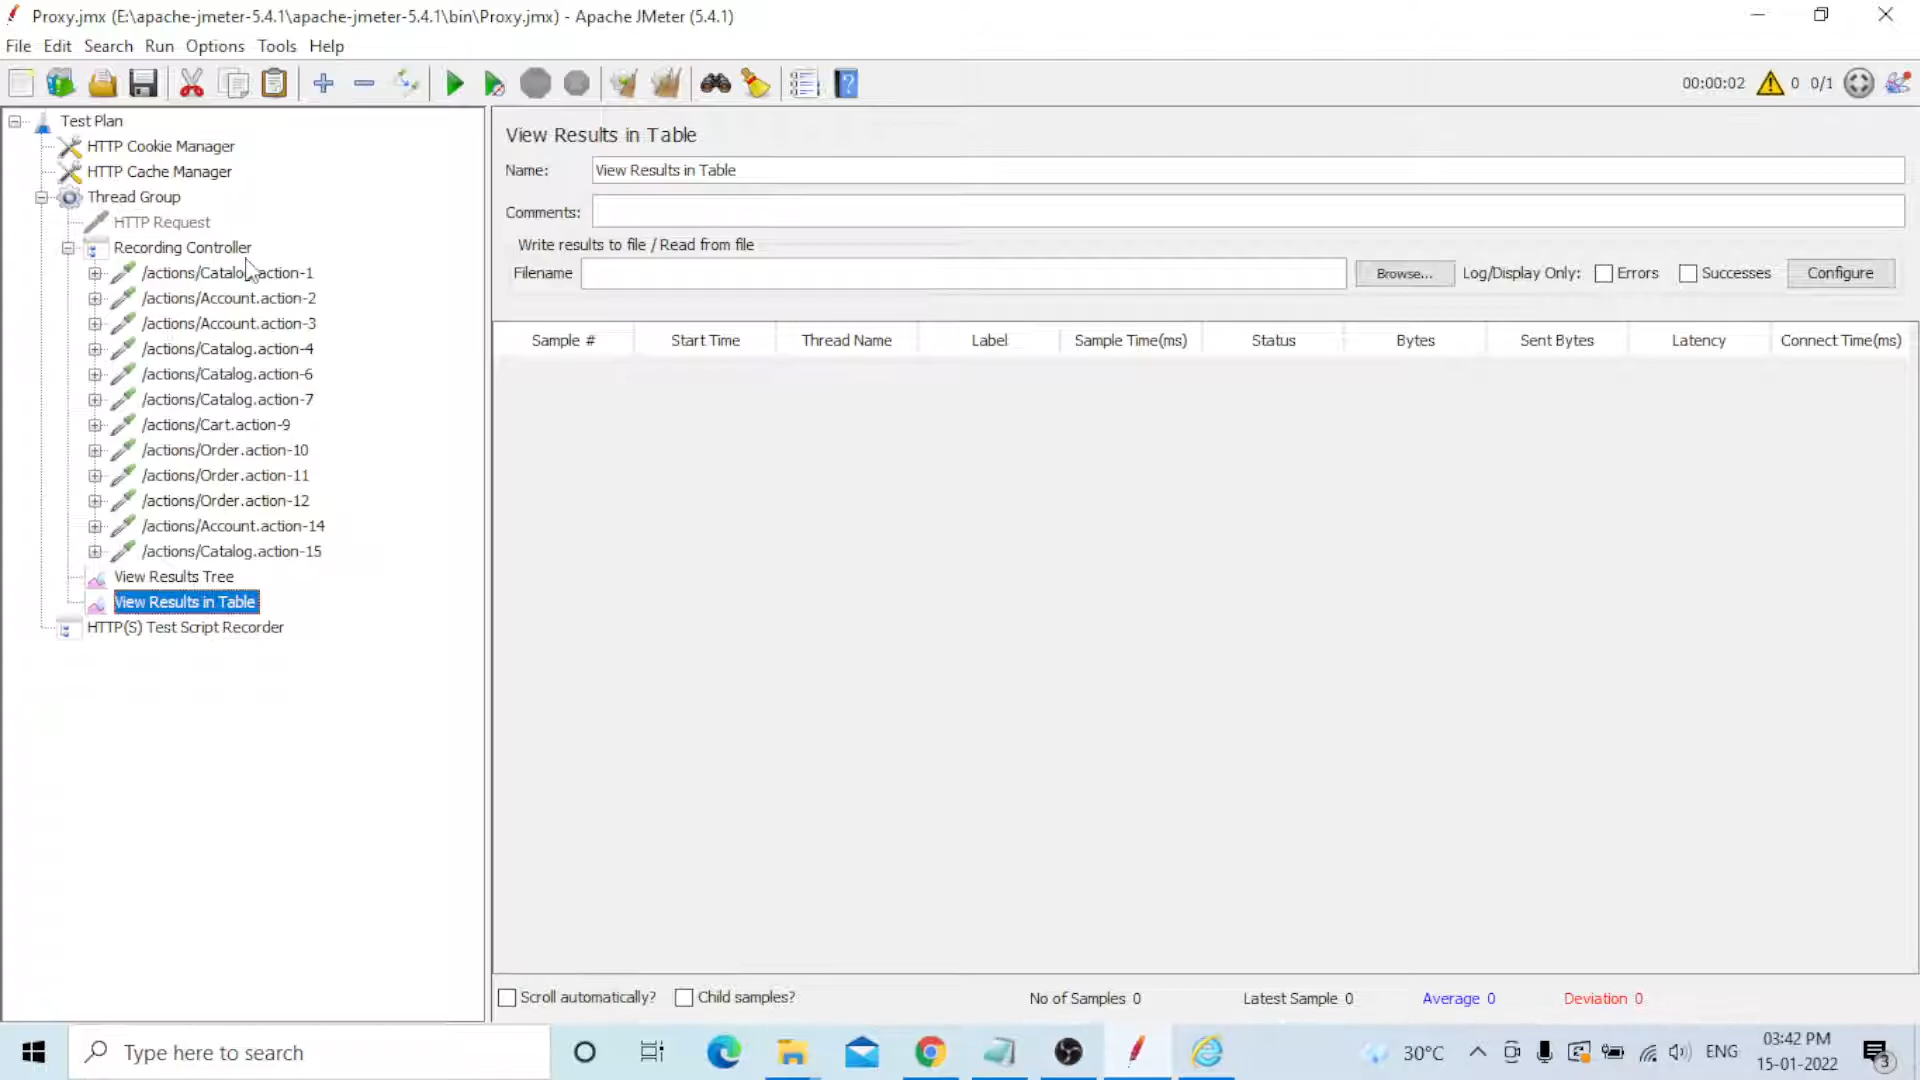 Proxy.jmx (E:\apache-jmeter-5.4.1\apache-jmeter-5.4.1\bin\Proxy.jmx) - Apache JMeter (5.4.1)
File Edit Search Run Options Tools Help
00:00:02 0 0/1
Test Plan
HTTP Cookie Manager
HTTP Cache Manager
Thread Group
HTTP Request
Recording Controller
/actions/Catalog.action-1
/actions/Account.action-2
/actions/Account.action-3
/actions/Catalog.action-4
/actions/Catalog.action-6
/actions/Catalog.action-7
/actions/Cart.action-9
/actions/Order.action-10
/actions/Order.action-11
/actions/Order.action-12
/actions/Account.action-14
/actions/Catalog.action-15
View Results Tree
View Results in Table
HTTP(S) Test Script Recorder
View Results in Table
Name: View Results in Table
Comments:
Write results to file / Read from file
Filename Browse... Log/Display Only: Errors Successes Configure
Sample # Start Time Thread Name Label Sample Time(ms) Status Bytes Sent Bytes Latency Connect Time(ms)
Scroll automatically? Child samples? No of Samples 0 Latest Sample 0 Average 0 Deviation 0
Type here to search
30°C
ENG
03:42 PM
15-01-2022
3